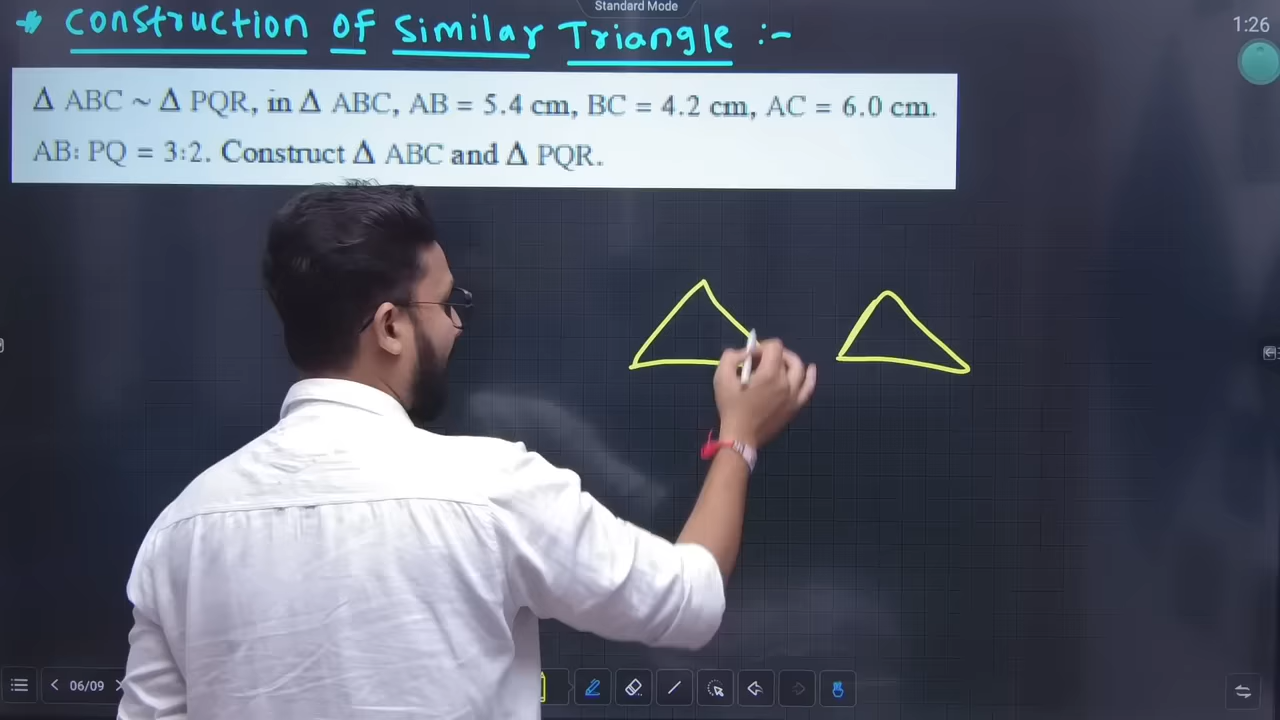 Standard Mode
1:26
* Construction of Similar Triangle :-
Δ ABC ~ Δ PQR, in Δ ABC, AB = 5.4 cm, BC = 4.2 cm, AC = 6.0 cm.
AB: PQ = 3:2. Construct Δ ABC and Δ PQR.
06/09